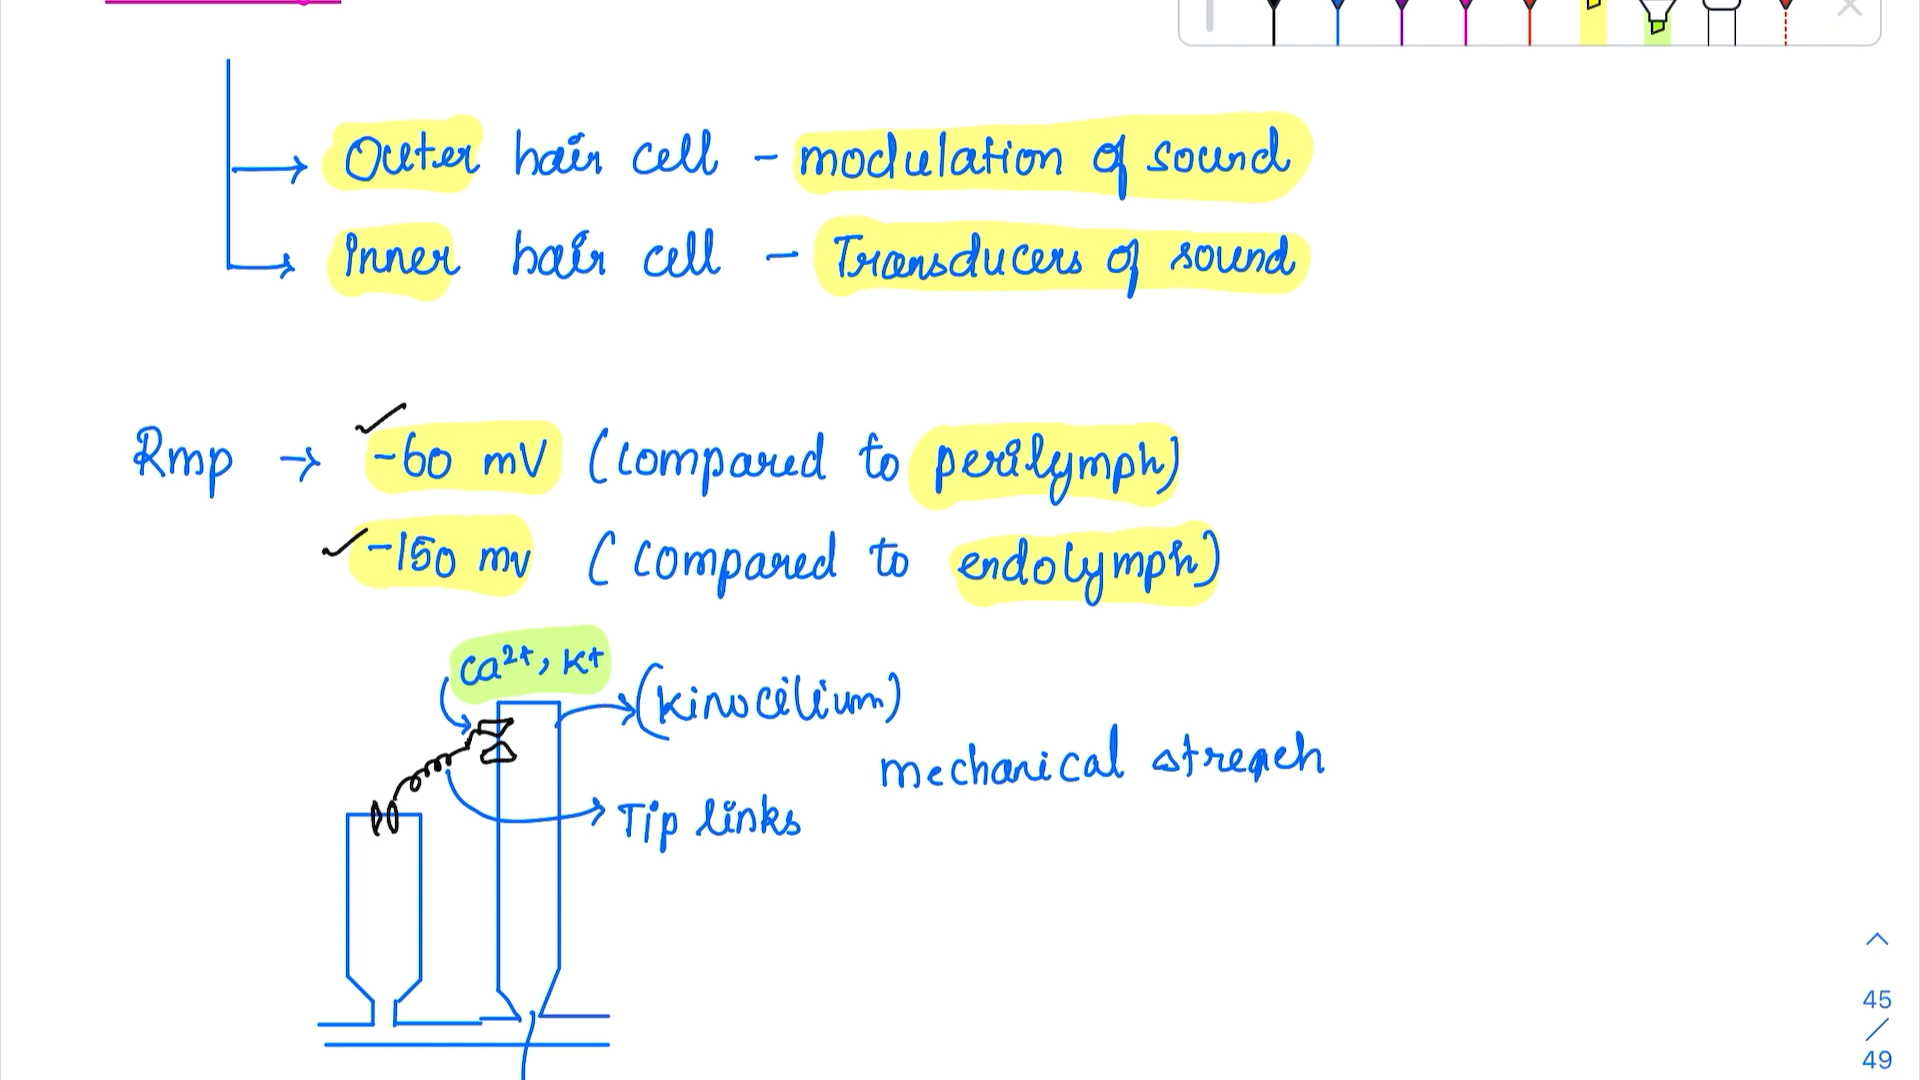 Outer hair cell - modulation of sound
Inner hair cell - Transducers of sound
Rmp → -60 mV (compared to perilymph)
-150 mv (compared to endolymph)
Ca²⁺, K⁺
(kinocilium)
mechanical
Tip links
45
/
49